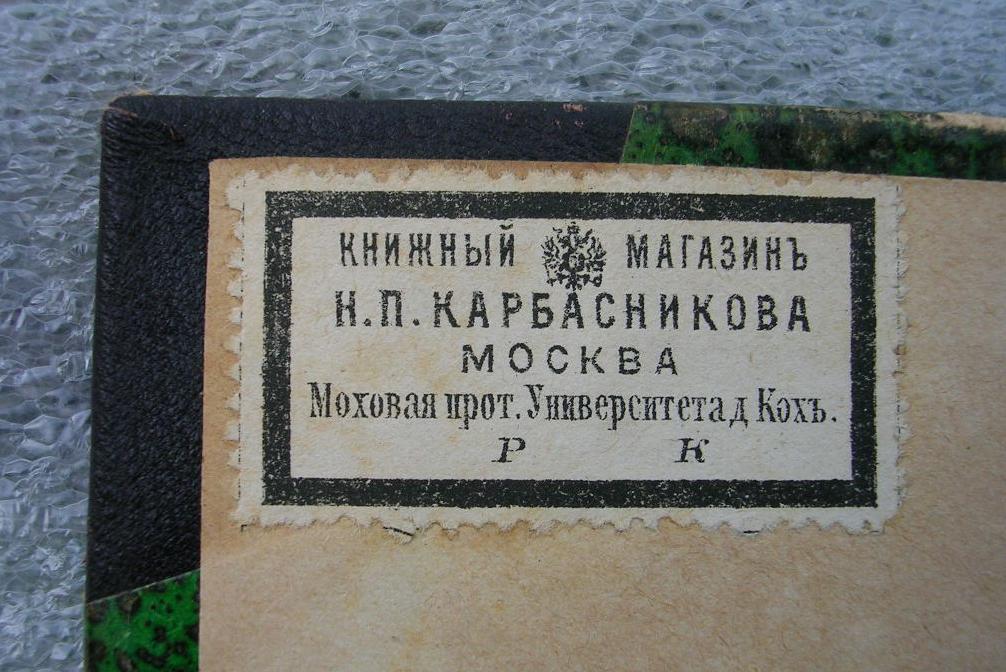 КНИЖНЫЙ МАГАЗИНЪ
Н.П.КАРБАСНИКОВА
МОСКВА
Моховая прот. Университета д Кохъ.
Р К